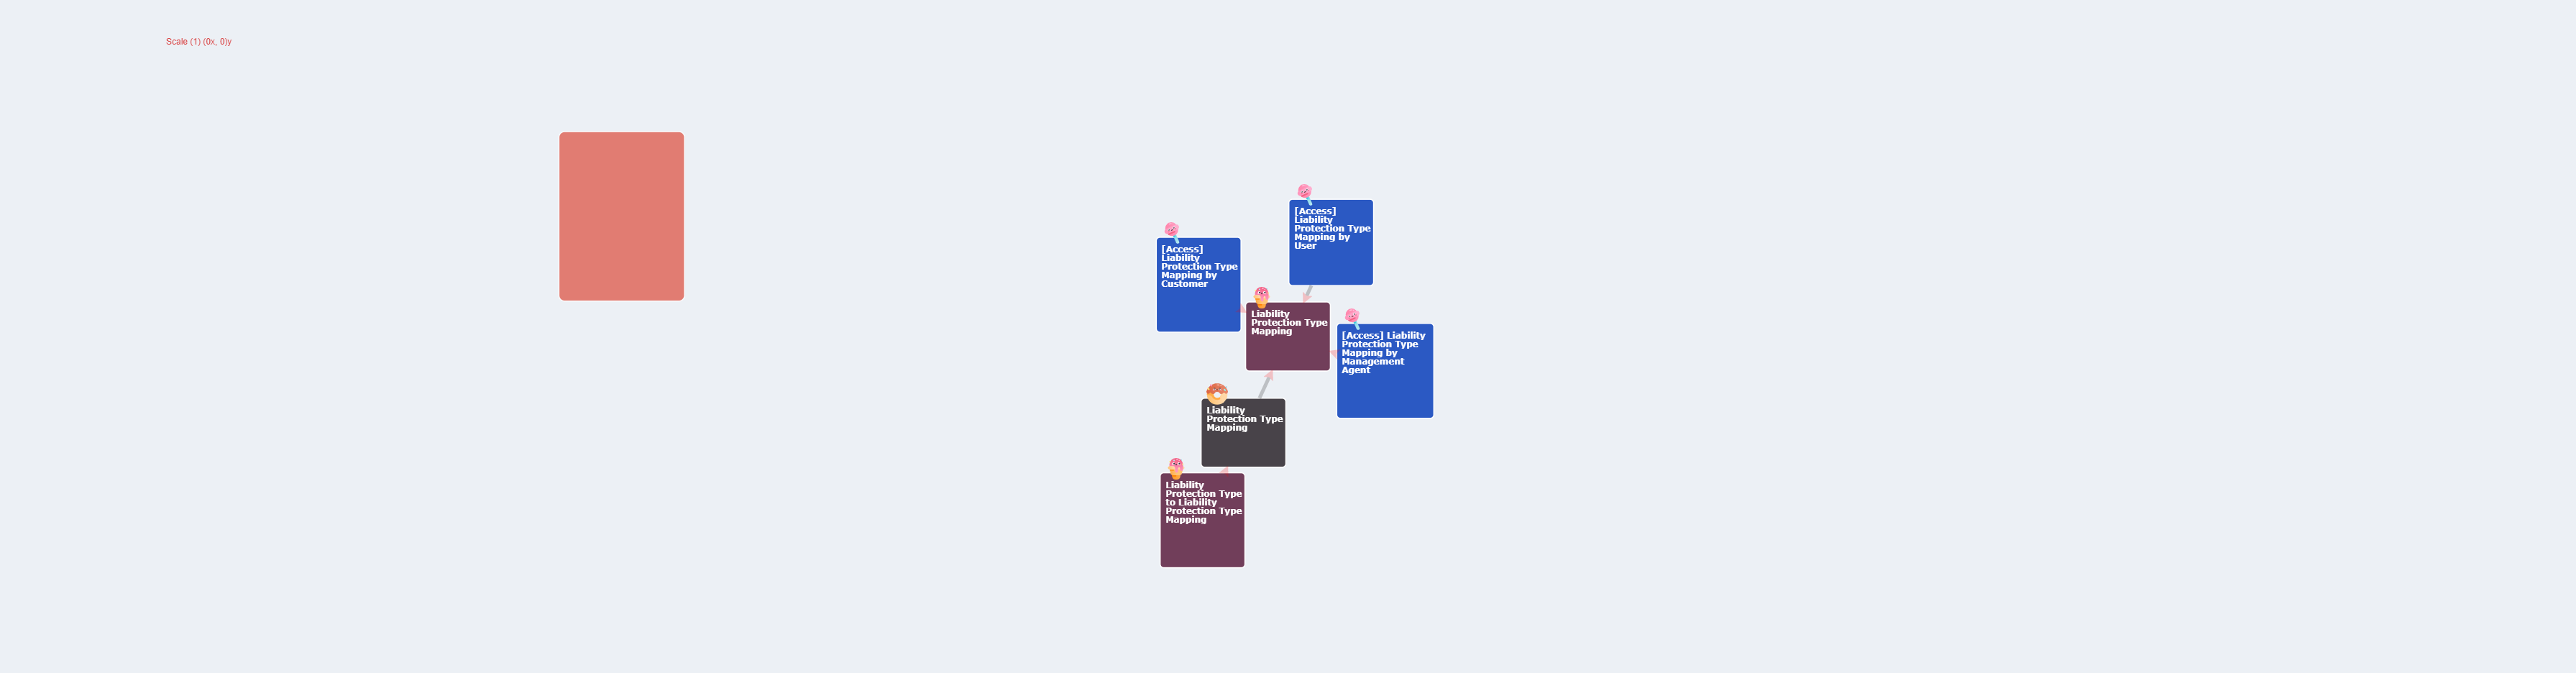 Scale (1) (0x, 0)y
[Access]
Liability
Protection Type
Mapping by
User
[Access]
Liability
Protection Type
Mapping by
Customer
Liability
Protection Type
Mapping
[Access] Liability
Protection Type
Mapping by
Management
Agent
Liability
Protection Type
Mapping
Liability
Protection Type
to Liability
Protection Type
Mapping